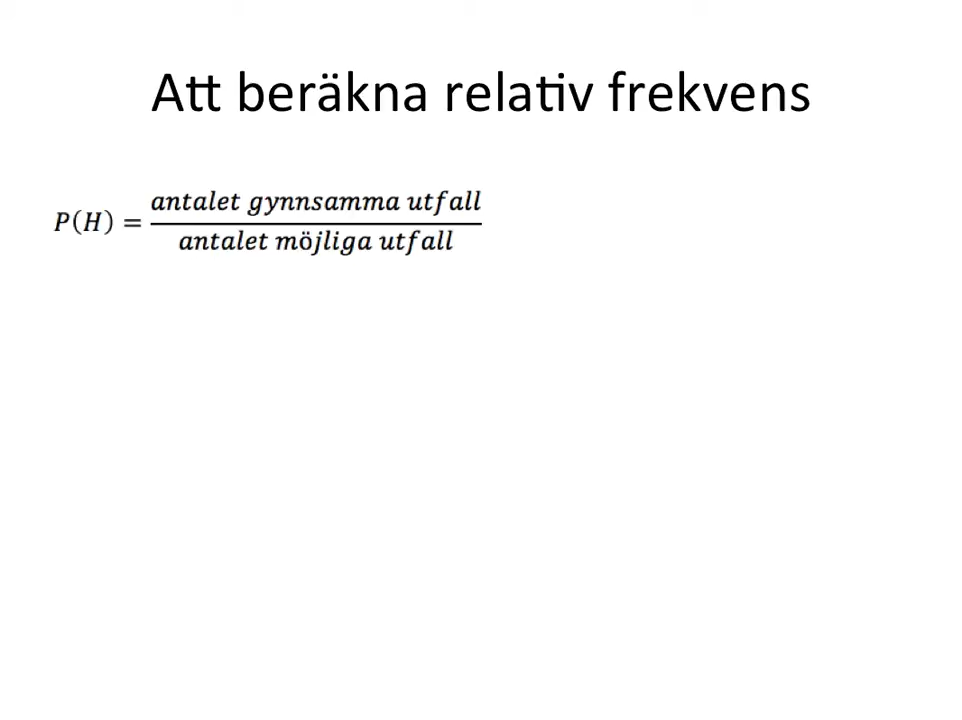 Att beräkna relativ frekvens
P(H) = antalet gynnsamma utfall
antalet möjliga utfall